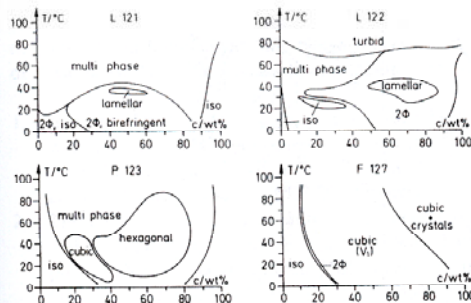 T/°C L 121
100
80
60
40
20
0
multi phase
lamellar
iso
2Φ, iso
2Φ, birefringent
c/wt%
0 20 40 60 80 100
T/°C L 122
100
80
60
40
20
0
turbid
multi phase
lamellar
iso
2Φ
c/wt%
0 20 40 60 80 100
T/°C P 123
100
80
60
40
20
0
multi phase
cubic
hexagonal
iso
iso
c/wt%
0 20 40 60 80 100
T/°C F 127
100
80
60
40
20
0
cubic
+
crystals
cubic
(V₁)
iso
2Φ
c/wt%
0 20 40 60 80 100